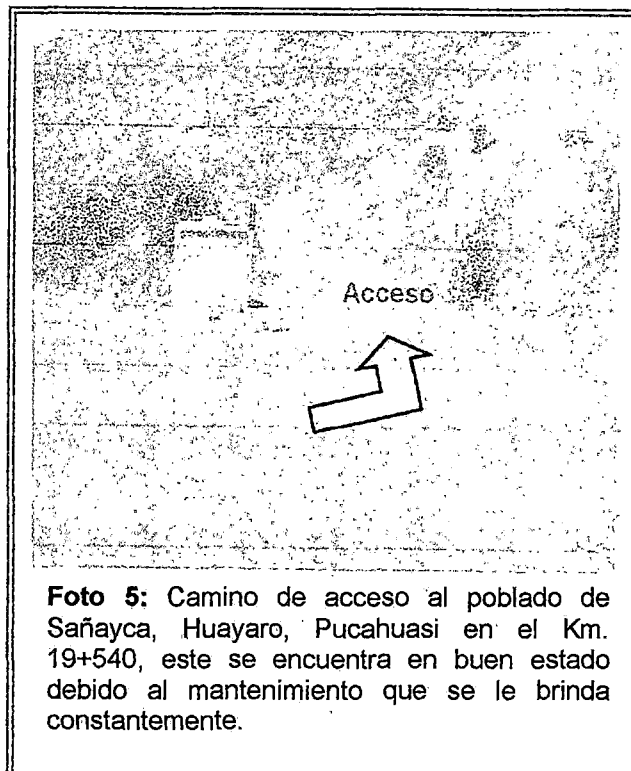 Acceso
Foto 5: Camino de acceso al poblado de
Sañayca, Huayaro, Pucahuasi en el Km.
19+540, este se encuentra en buen estado
debido al mantenimiento que se le brinda
constantemente.